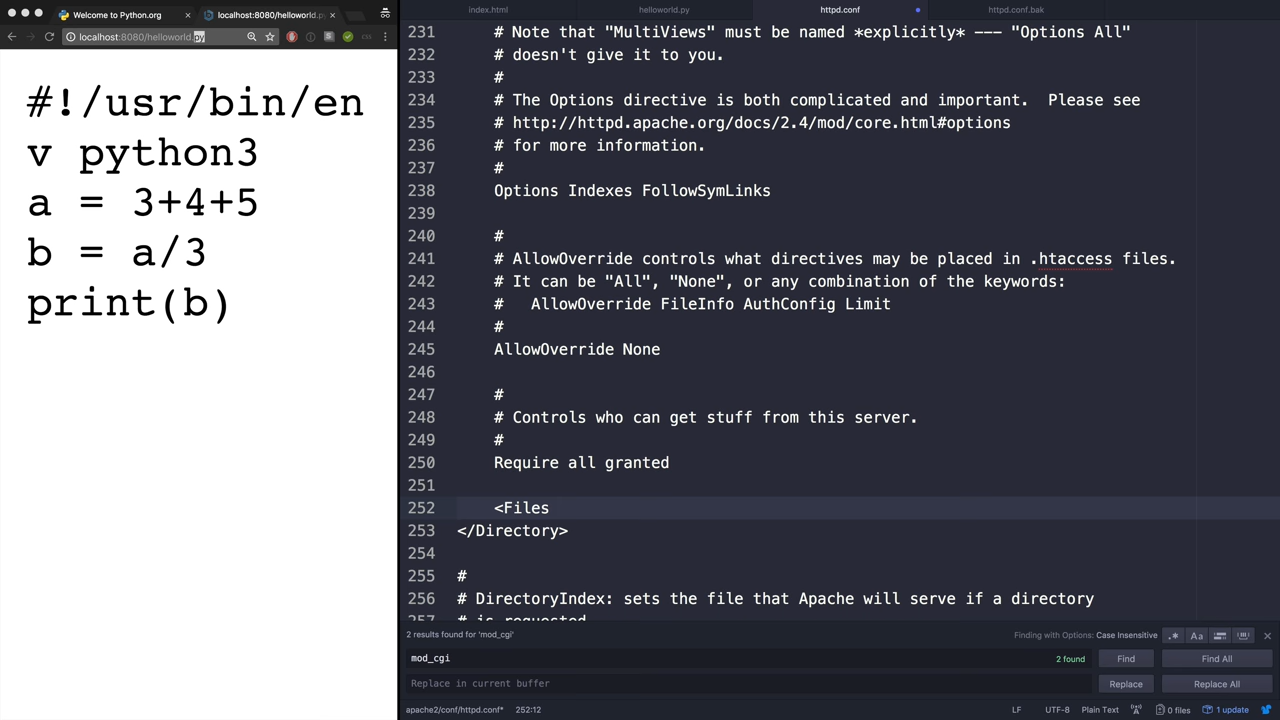 Welcome to Python.org
localhost:8080/helloworld.py
localhost:8080/helloworld.py
#!/usr/bin/en
v python3
a = 3+4+5
b = a/3
print(b)
index.html
helloworld.py
httpd.conf
httpd.conf.bak
231 # Note that "MultiViews" must be named *explicitly* --- "Options All"
232 # doesn't give it to you.
233 #
234 # The Options directive is both complicated and important.  Please see
235 # http://httpd.apache.org/docs/2.4/mod/core.html#options
236 # for more information.
237 #
238 Options Indexes FollowSymLinks
239
240 #
241 # AllowOverride controls what directives may be placed in .htaccess files.
242 # It can be "All", "None", or any combination of the keywords:
243 #   AllowOverride FileInfo AuthConfig Limit
244 #
245 AllowOverride None
246
247 #
248 # Controls who can get stuff from this server.
249 #
250 Require all granted
251
252 <Files
253 </Directory>
254
255 #
256 # DirectoryIndex: sets the file that Apache will serve if a directory
257 # is requested
2 results found for 'mod_cgi'
Finding with Options: Case Insensitive
.* Aa
mod_cgi
2 found
Find
Find All
Replace in current buffer
Replace
Replace All
apache2/conf/httpd.conf* 252:12
LF UTF-8 Plain Text 0 files 1 update